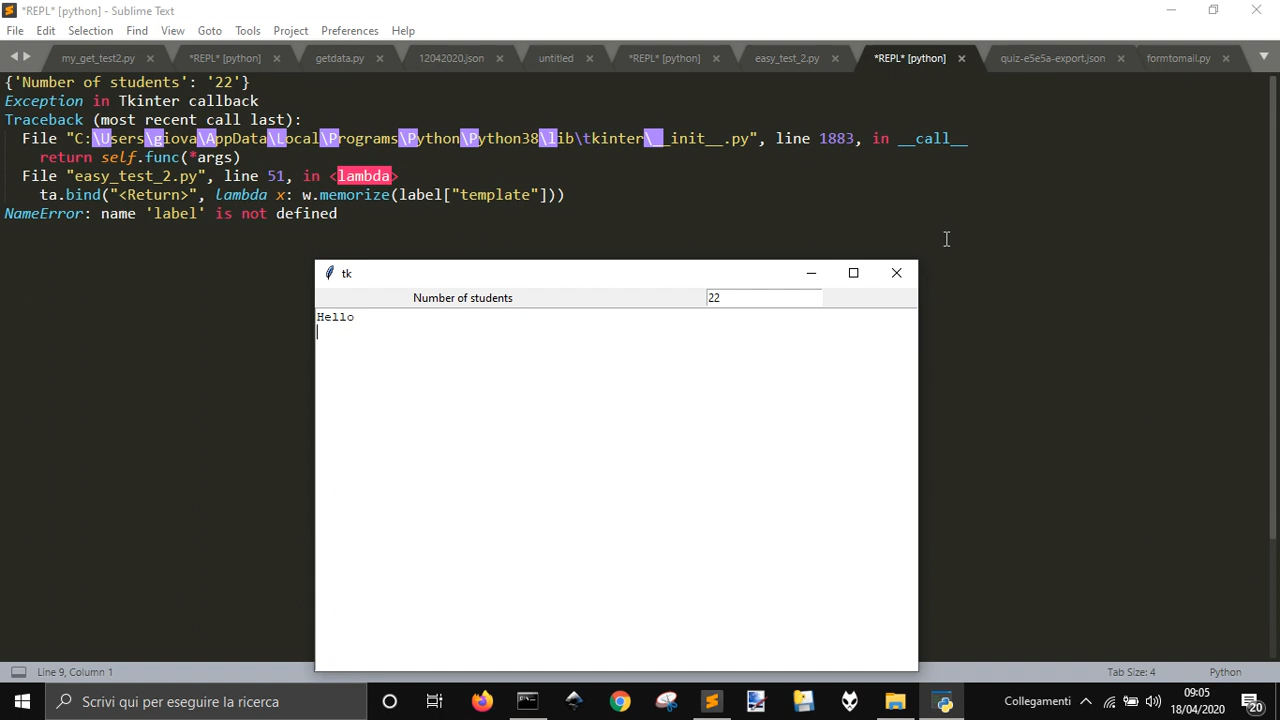 *REPL* [python] - Sublime Text
File Edit Selection Find View Goto Tools Project Preferences Help
my_get_test2.py × *REPL* [python] × getdata.py × 12042020.json × untitled × *REPL* [python] × easy_test_2.py × *REPL* [python] × quiz-e5e5a-export.json × formtomail.py ×
{'Number of students': '22'}
Exception in Tkinter callback
Traceback (most recent call last):
File "C:\Users\giova\AppData\Local\Programs\Python\Python38\lib\tkinter\__init__.py", line 1883, in __call__
return self.func(*args)
File "easy_test_2.py", line 51, in <lambda>
ta.bind("<Return>", lambda x: w.memorize(label["template"]))
NameError: name 'label' is not defined
tk
Number of students 22
Hello
Line 9, Column 1 Tab Size: 4 Python
Scrivi qui per eseguire la ricerca
Collegamenti
09:05
18/04/2020
20